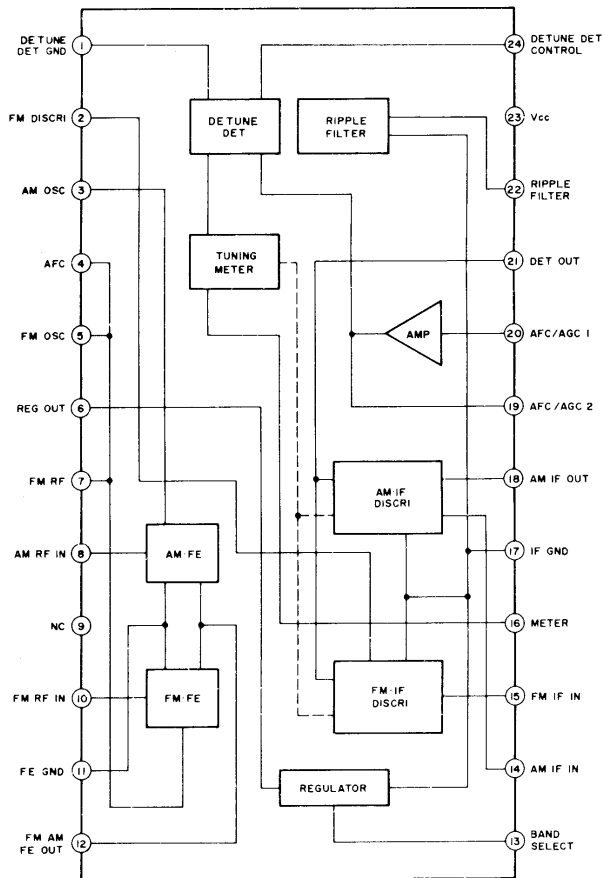 DETUNE
DET GND
1
FM DISCRI
2
AM OSC
3
AFC
4
FM OSC
5
REG OUT
6
FM RF
7
AM RF IN
8
NC
9
FM RF IN
10
FE GND
11
FM AM
FE OUT
12
DETUNE
DET
RIPPLE
FILTER
TUNING
METER
AMP
AM·IF
DISCRI
AM·FE
FM·FE
FM·IF
DISCRI
REGULATOR
24
DETUNE DET
CONTROL
23
Vcc
22
RIPPLE
FILTER
21
DET OUT
20
AFC/AGC 1
19
AFC/AGC 2
18
AM IF OUT
17
IF GND
16
METER
15
FM IF IN
14
AM IF IN
13
BAND
SELECT